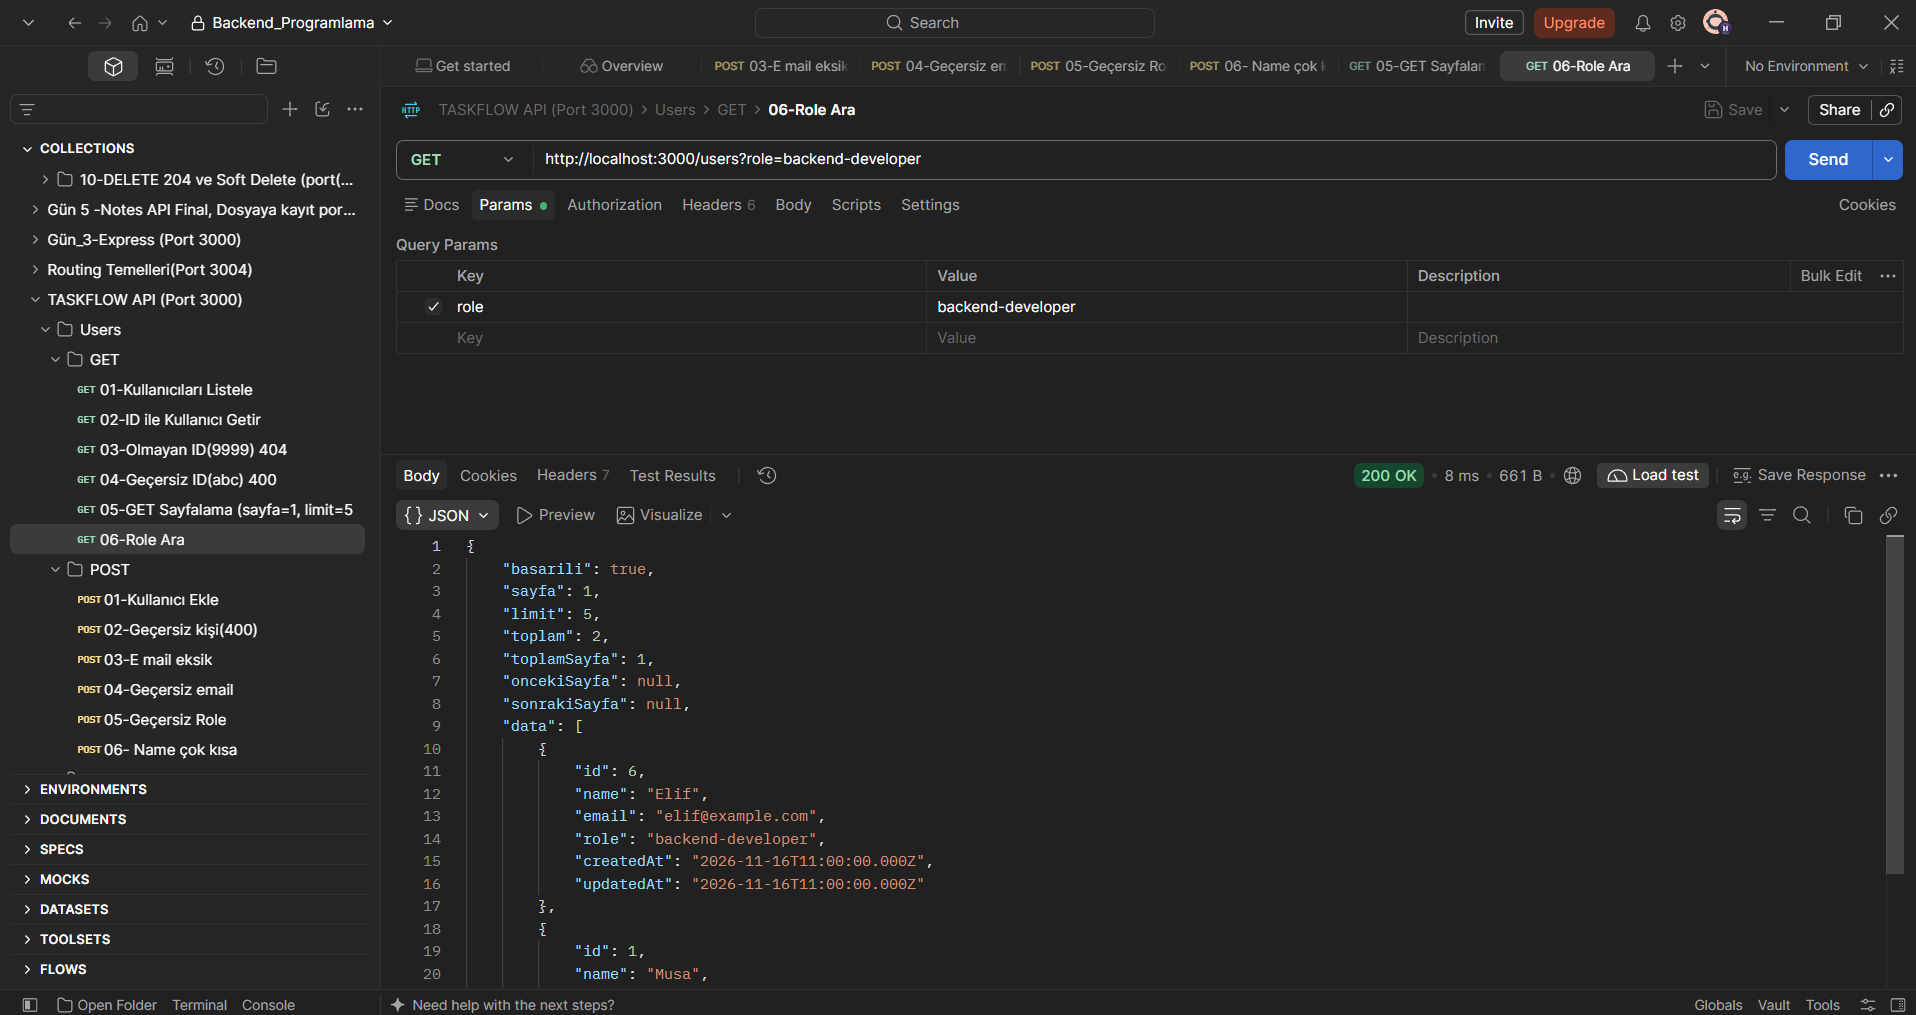 Backend_Programlama
Search
Invite
Upgrade
Get started
Overview
POST 03-E mail eksik
POST 04-Geçersiz em
POST 05-Geçersiz Ro
POST 06- Name çok k
GET 05-GET Sayfalan
GET 06-Role Ara
No Environment
HTTP TASKFLOW API (Port 3000) > Users > GET > 06-Role Ara
Save
Share
COLLECTIONS
10-DELETE 204 ve Soft Delete (port(...
Gün 5 -Notes API Final, Dosyaya kayıt por...
Gün_3-Express (Port 3000)
Routing Temelleri(Port 3004)
TASKFLOW API (Port 3000)
Users
GET
GET 01-Kullanıcıları Listele
GET 02-ID ile Kullanıcı Getir
GET 03-Olmayan ID(9999) 404
GET 04-Geçersiz ID(abc) 400
GET 05-GET Sayfalama (sayfa=1, limit=5
GET 06-Role Ara
POST
POST 01-Kullanıcı Ekle
POST 02-Geçersiz kişi(400)
POST 03-E mail eksik
POST 04-Geçersiz email
POST 05-Geçersiz Role
POST 06- Name çok kısa
ENVIRONMENTS
DOCUMENTS
SPECS
MOCKS
DATASETS
TOOLSETS
FLOWS
GET
http://localhost:3000/users?role=backend-developer
Send
Docs
Params
Authorization
Headers 6
Body
Scripts
Settings
Cookies
Query Params
Key Value Description Bulk Edit
role backend-developer
Key Value Description
Body Cookies Headers 7 Test Results
200 OK • 8 ms • 661 B
Load test
e.g. Save Response
{ } JSON
Preview
Visualize
1 {
2 "basarili": true,
3 "sayfa": 1,
4 "limit": 5,
5 "toplam": 2,
6 "toplamSayfa": 1,
7 "oncekiSayfa": null,
8 "sonrakiSayfa": null,
9 "data": [
10 {
11 "id": 6,
12 "name": "Elif",
13 "email": "elif@example.com",
14 "role": "backend-developer",
15 "createdAt": "2026-11-16T11:00:00.000Z",
16 "updatedAt": "2026-11-16T11:00:00.000Z"
17 },
18 {
19 "id": 1,
20 "name": "Musa",
Open Folder
Terminal
Console
Need help with the next steps?
Globals
Vault
Tools